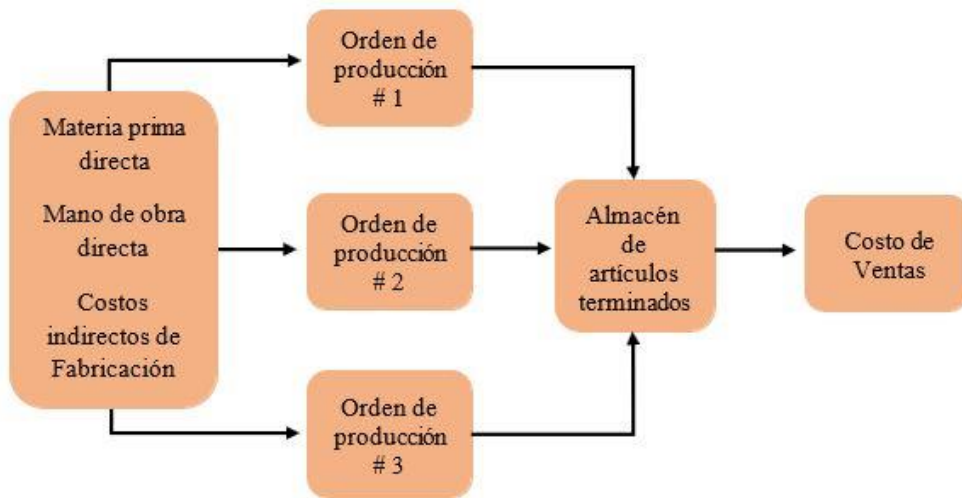 Materia prima
directa
Mano de obra
directa
Costos
indirectos de
Fabricación
Orden de
producción
# 1
Orden de
producción
# 2
Orden de
producción
# 3
Almacén
de
artículos
terminados
Costo de
Ventas